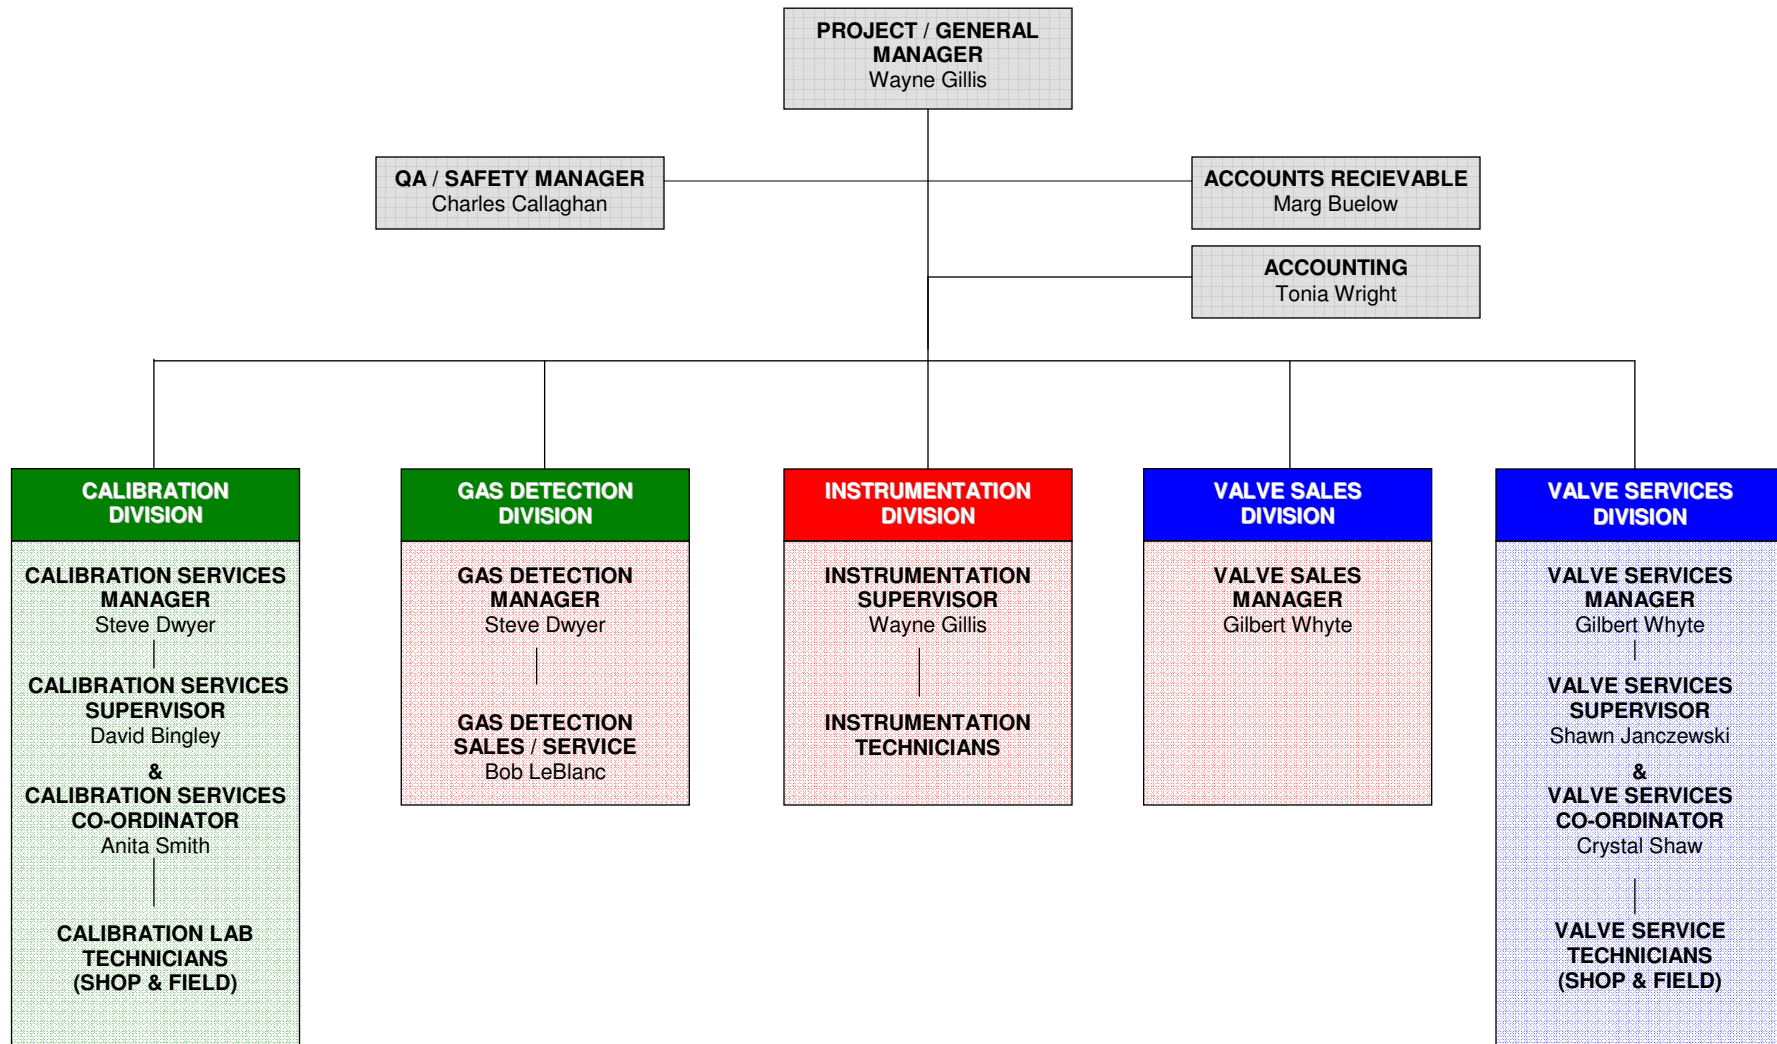 PROJECT / GENERAL
MANAGER
Wayne Gillis
QA / SAFETY MANAGER
Charles Callaghan
ACCOUNTS RECIEVABLE
Marg Buelow
ACCOUNTING
Tonia Wright
CALIBRATION
DIVISION
CALIBRATION SERVICES
MANAGER
Steve Dwyer
CALIBRATION SERVICES
SUPERVISOR
David Bingley
&
CALIBRATION SERVICES
CO-ORDINATOR
Anita Smith
CALIBRATION LAB
TECHNICIANS
(SHOP & FIELD)
GAS DETECTION
DIVISION
GAS DETECTION
MANAGER
Steve Dwyer
GAS DETECTION
SALES / SERVICE
Bob LeBlanc
INSTRUMENTATION
DIVISION
INSTRUMENTATION
SUPERVISOR
Wayne Gillis
INSTRUMENTATION
TECHNICIANS
VALVE SALES
DIVISION
VALVE SALES
MANAGER
Gilbert Whyte
VALVE SERVICES
DIVISION
VALVE SERVICES
MANAGER
Gilbert Whyte
VALVE SERVICES
SUPERVISOR
Shawn Janczewski
&
VALVE SERVICES
CO-ORDINATOR
Crystal Shaw
VALVE SERVICE
TECHNICIANS
(SHOP & FIELD)